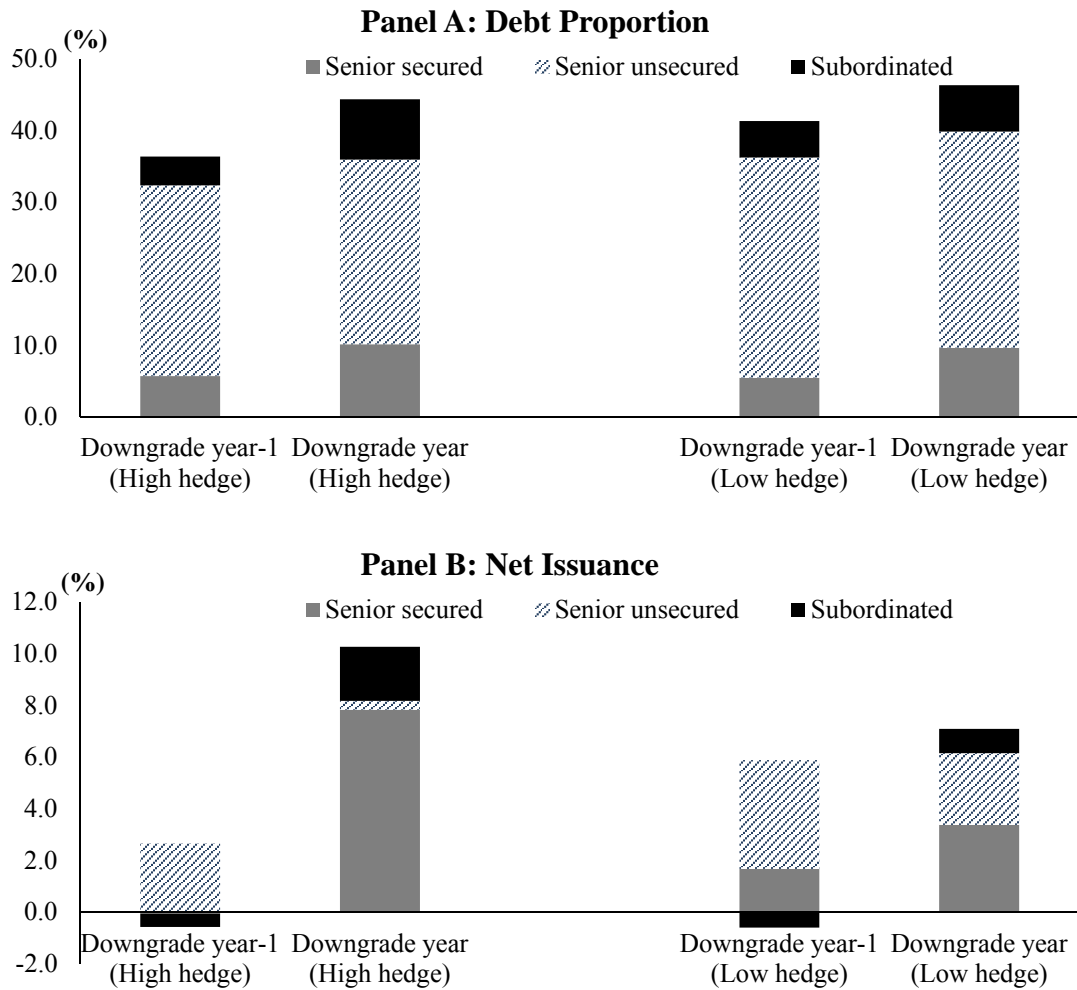 Panel A: Debt Proportion
(%)
50.0
Senior secured Senior unsecured Subordinated
40.0
30.0
20.0
10.0
0.0
Downgrade year-1 Downgrade year Downgrade year-1 Downgrade year
(High hedge) (High hedge) (Low hedge) (Low hedge)
Panel B: Net Issuance
(%)
12.0
Senior secured Senior unsecured Subordinated
10.0
8.0
6.0
4.0
2.0
0.0
Downgrade year-1 Downgrade year Downgrade year-1 Downgrade year
-2.0 (High hedge) (High hedge) (Low hedge) (Low hedge)